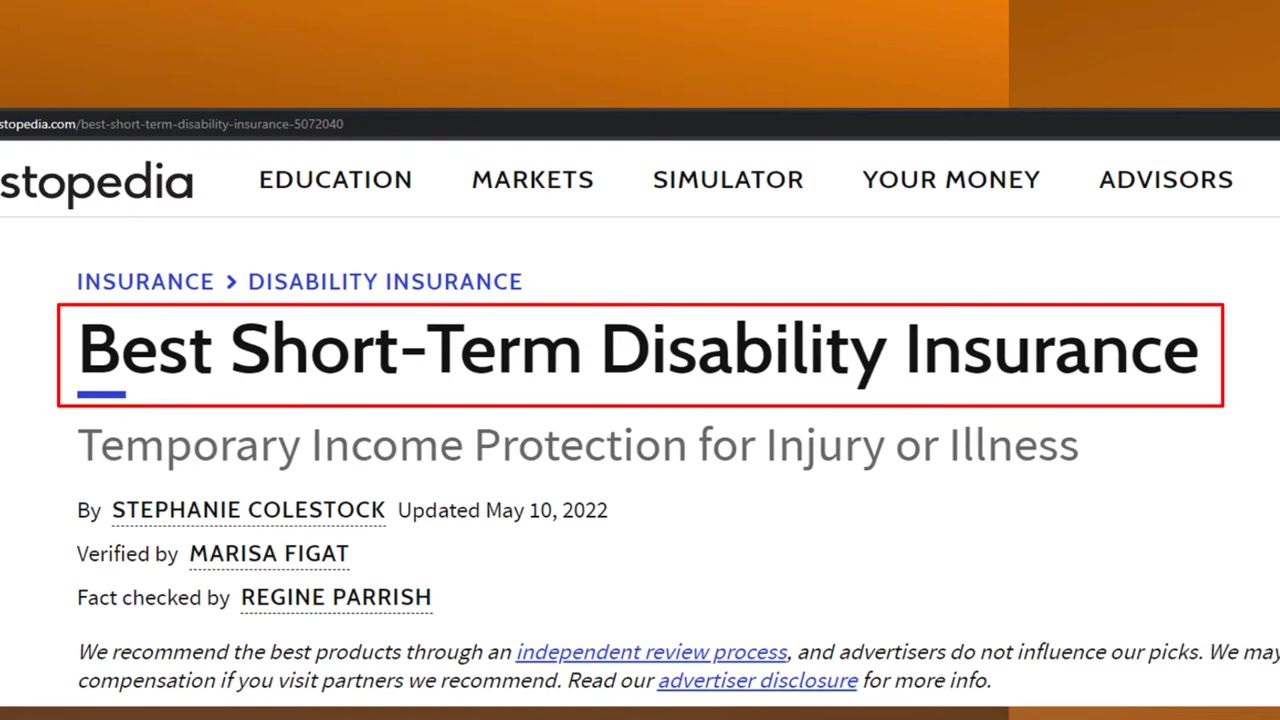 stopedia.com/best-short-term-disability-insurance-5072040
stopedia EDUCATION MARKETS SIMULATOR YOUR MONEY ADVISORS
INSURANCE > DISABILITY INSURANCE
Best Short-Term Disability Insurance
Temporary Income Protection for Injury or Illness
By STEPHANIE COLESTOCK Updated May 10, 2022
Verified by MARISA FIGAT
Fact checked by REGINE PARRISH
We recommend the best products through an independent review process, and advertisers do not influence our picks. We may
compensation if you visit partners we recommend. Read our advertiser disclosure for more info.